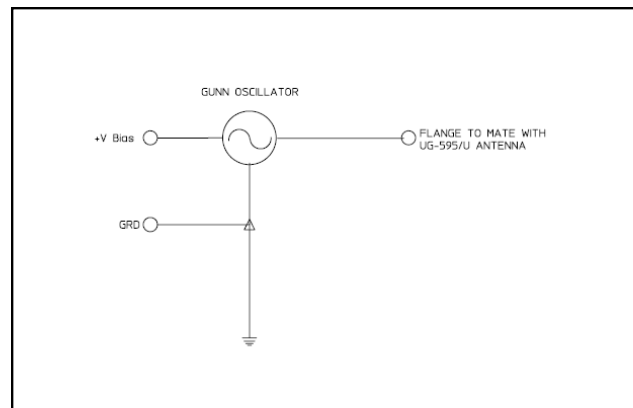 GUNN OSCILLATOR
+V Bias
FLANGE TO MATE WITH
UG-595/U ANTENNA
GRD